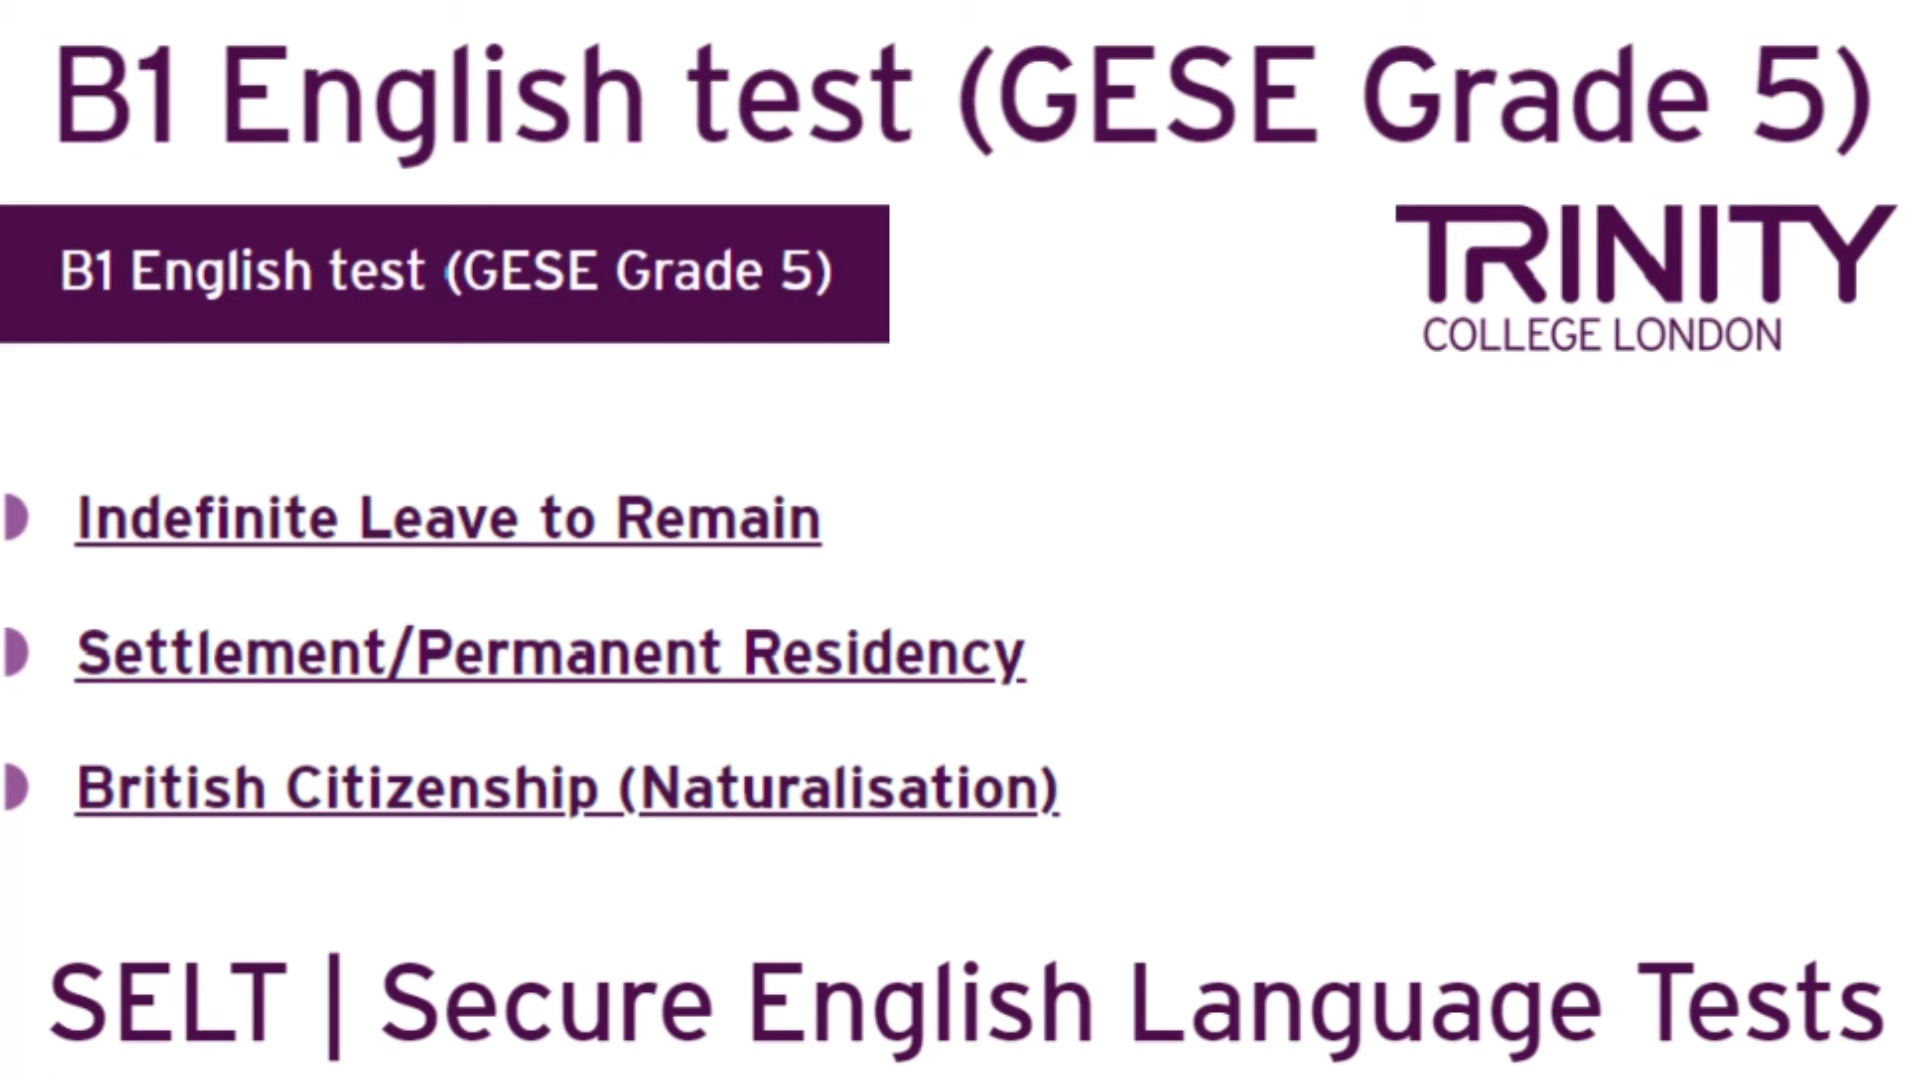 B1 English test (GESE Grade 5)
B1 English test (GESE Grade 5)
TRINITY
COLLEGE LONDON
Indefinite Leave to Remain
Settlement/Permanent Residency
British Citizenship (Naturalisation)
SELT | Secure English Language Tests